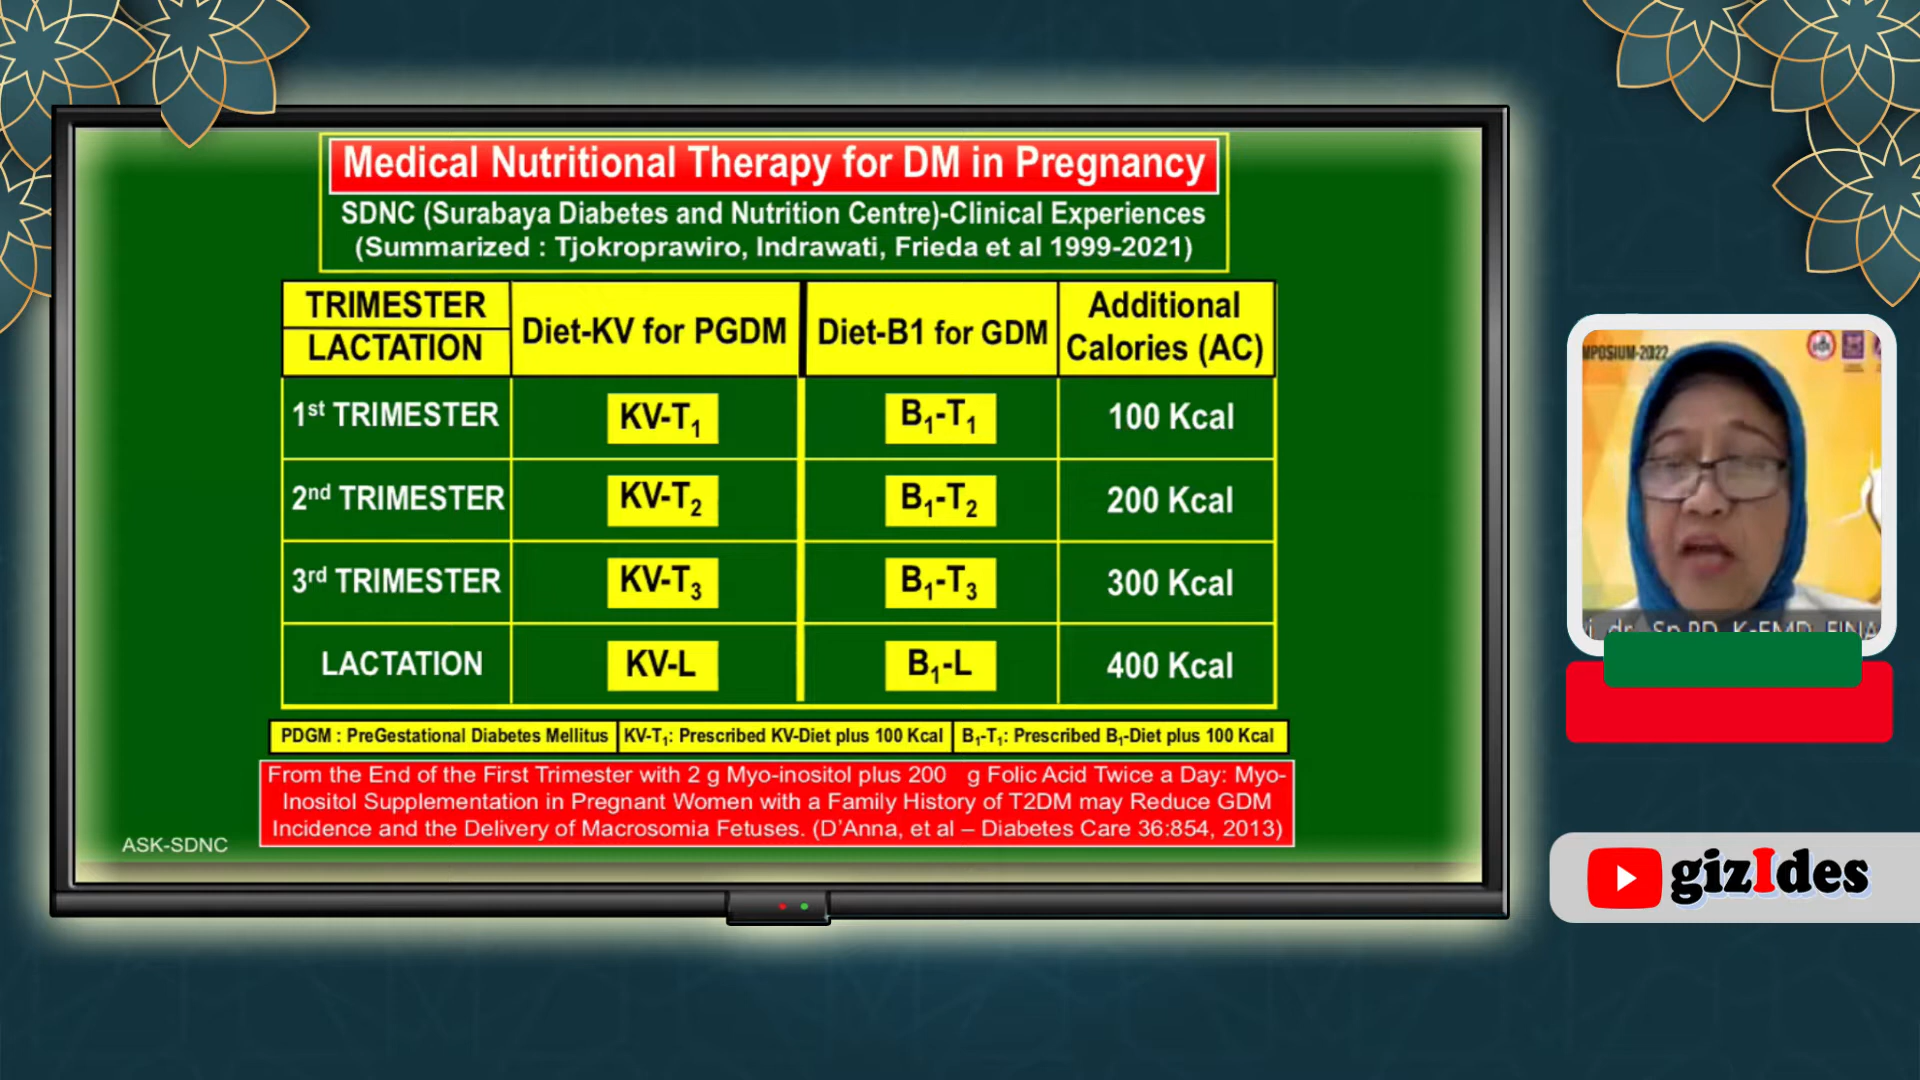 Medical Nutritional Therapy for DM in Pregnancy
SDNC (Surabaya Diabetes and Nutrition Centre)-Clinical Experiences
(Summarized : Tjokroprawiro, Indrawati, Frieda et al 1999-2021)
TRIMESTER
LACTATION
Diet-KV for PGDM
Diet-B1 for GDM
Additional
Calories (AC)
1st TRIMESTER KV-T1 B1-T1 100 Kcal
2nd TRIMESTER KV-T2 B1-T2 200 Kcal
3rd TRIMESTER KV-T3 B1-T3 300 Kcal
LACTATION KV-L B1-L 400 Kcal
PDGM : PreGestational Diabetes Mellitus KV-T1: Prescribed KV-Diet plus 100 Kcal B1-T1: Prescribed B1-Diet plus 100 Kcal
From the End of the First Trimester with 2 g Myo-inositol plus 200 g Folic Acid Twice a Day: Myo-
Inositol Supplementation in Pregnant Women with a Family History of T2DM may Reduce GDM
Incidence and the Delivery of Macrosomia Fetuses. (D'Anna, et al – Diabetes Care 36:854, 2013)
ASK-SDNC
MPOSIUM-2022
gizIdes